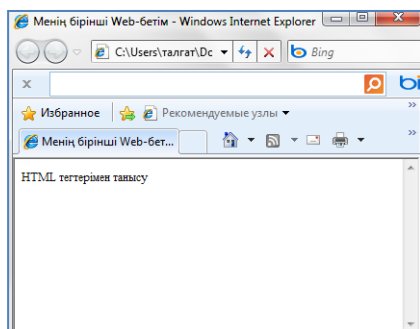 Менің бірінші Web-бетім - Windows Internet Explorer
C:\Users\талгат\Dc
Bing
x
bi
Избранное
Рекомендуемые узлы
Менің бірінші Web-бет...
HTML тегтерімен танысу